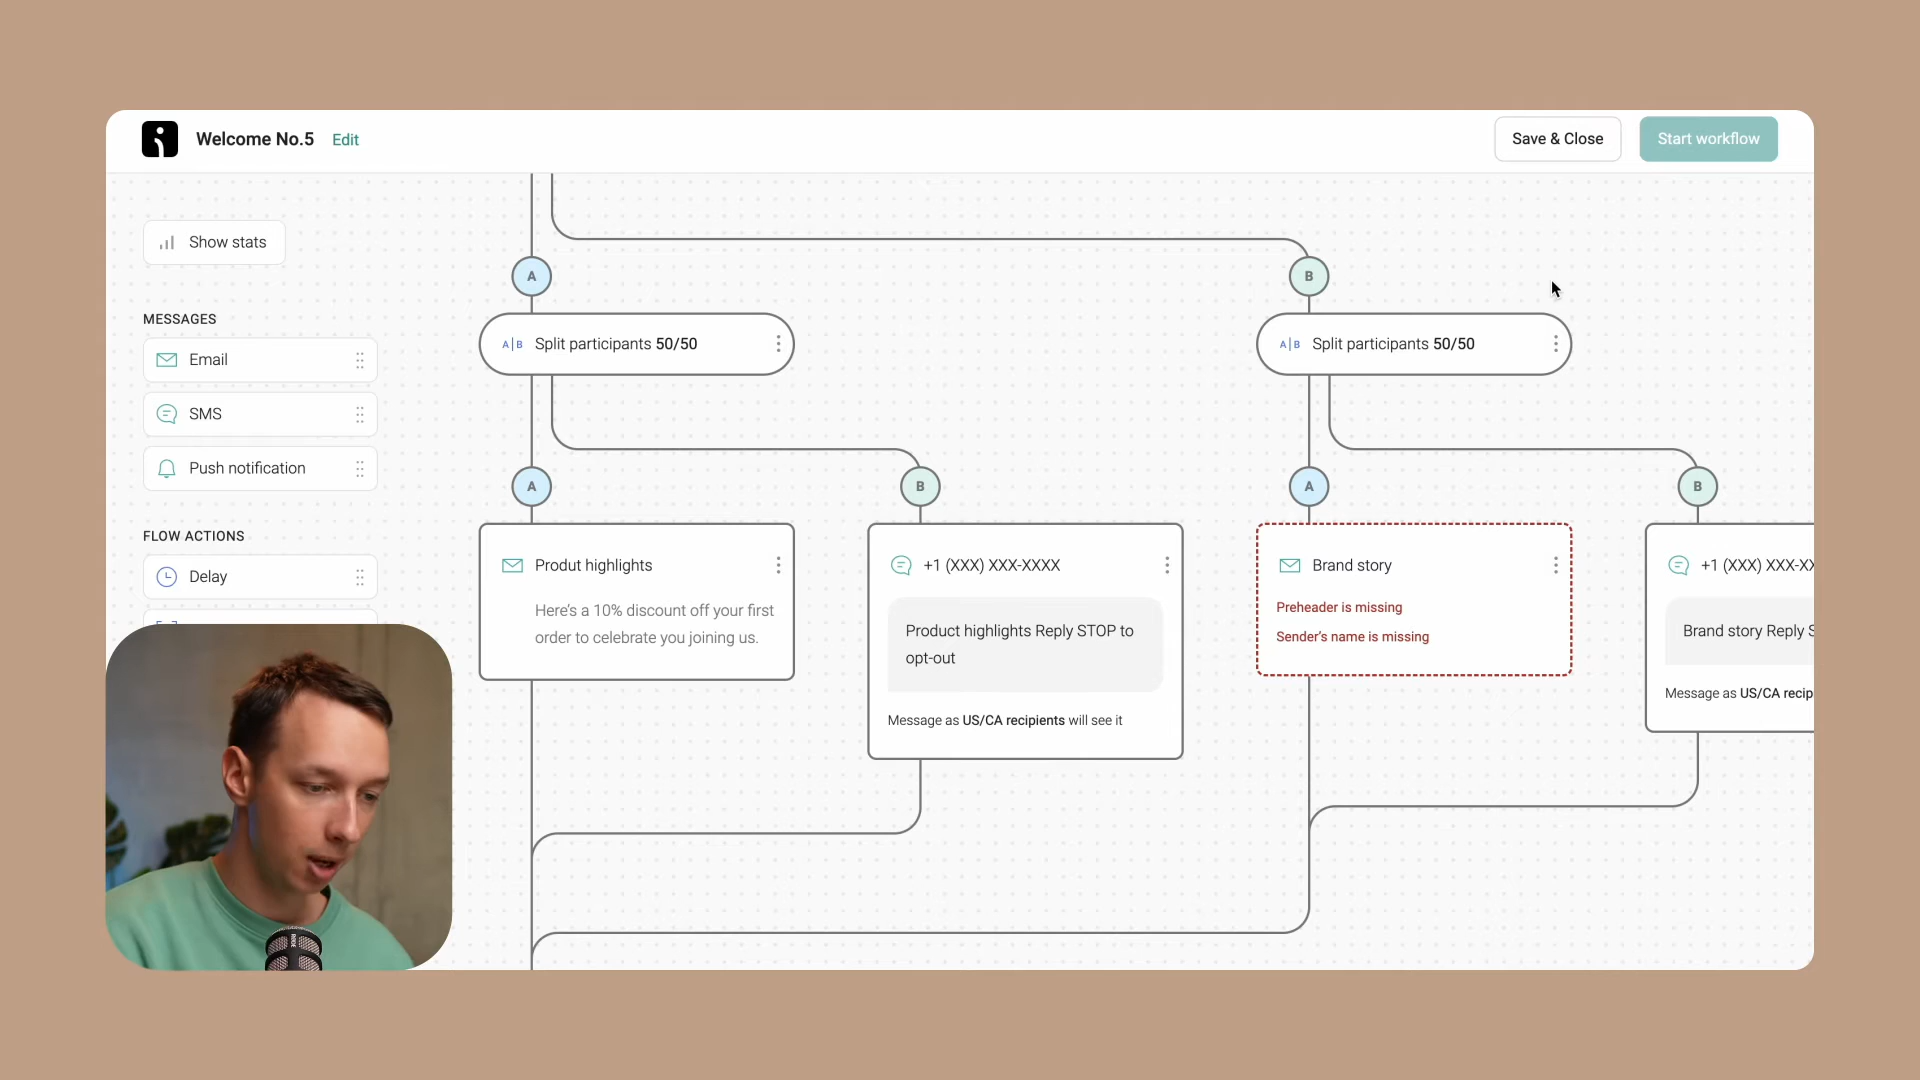 Welcome No.5 Edit
Save & Close
Start workflow
Show stats
MESSAGES
Email
SMS
Push notification
FLOW ACTIONS
Delay
A
B
A|B Split participants 50/50
A|B Split participants 50/50
A
B
A
B
Produt highlights
Here's a 10% discount off your first
order to celebrate you joining us.
+1 (XXX) XXX-XXXX
Product highlights Reply STOP to
opt-out
Message as US/CA recipients will see it
Brand story
Preheader is missing
Sender's name is missing
+1 (XXX) XXX-XX
Brand story Reply S
Message as US/CA recip